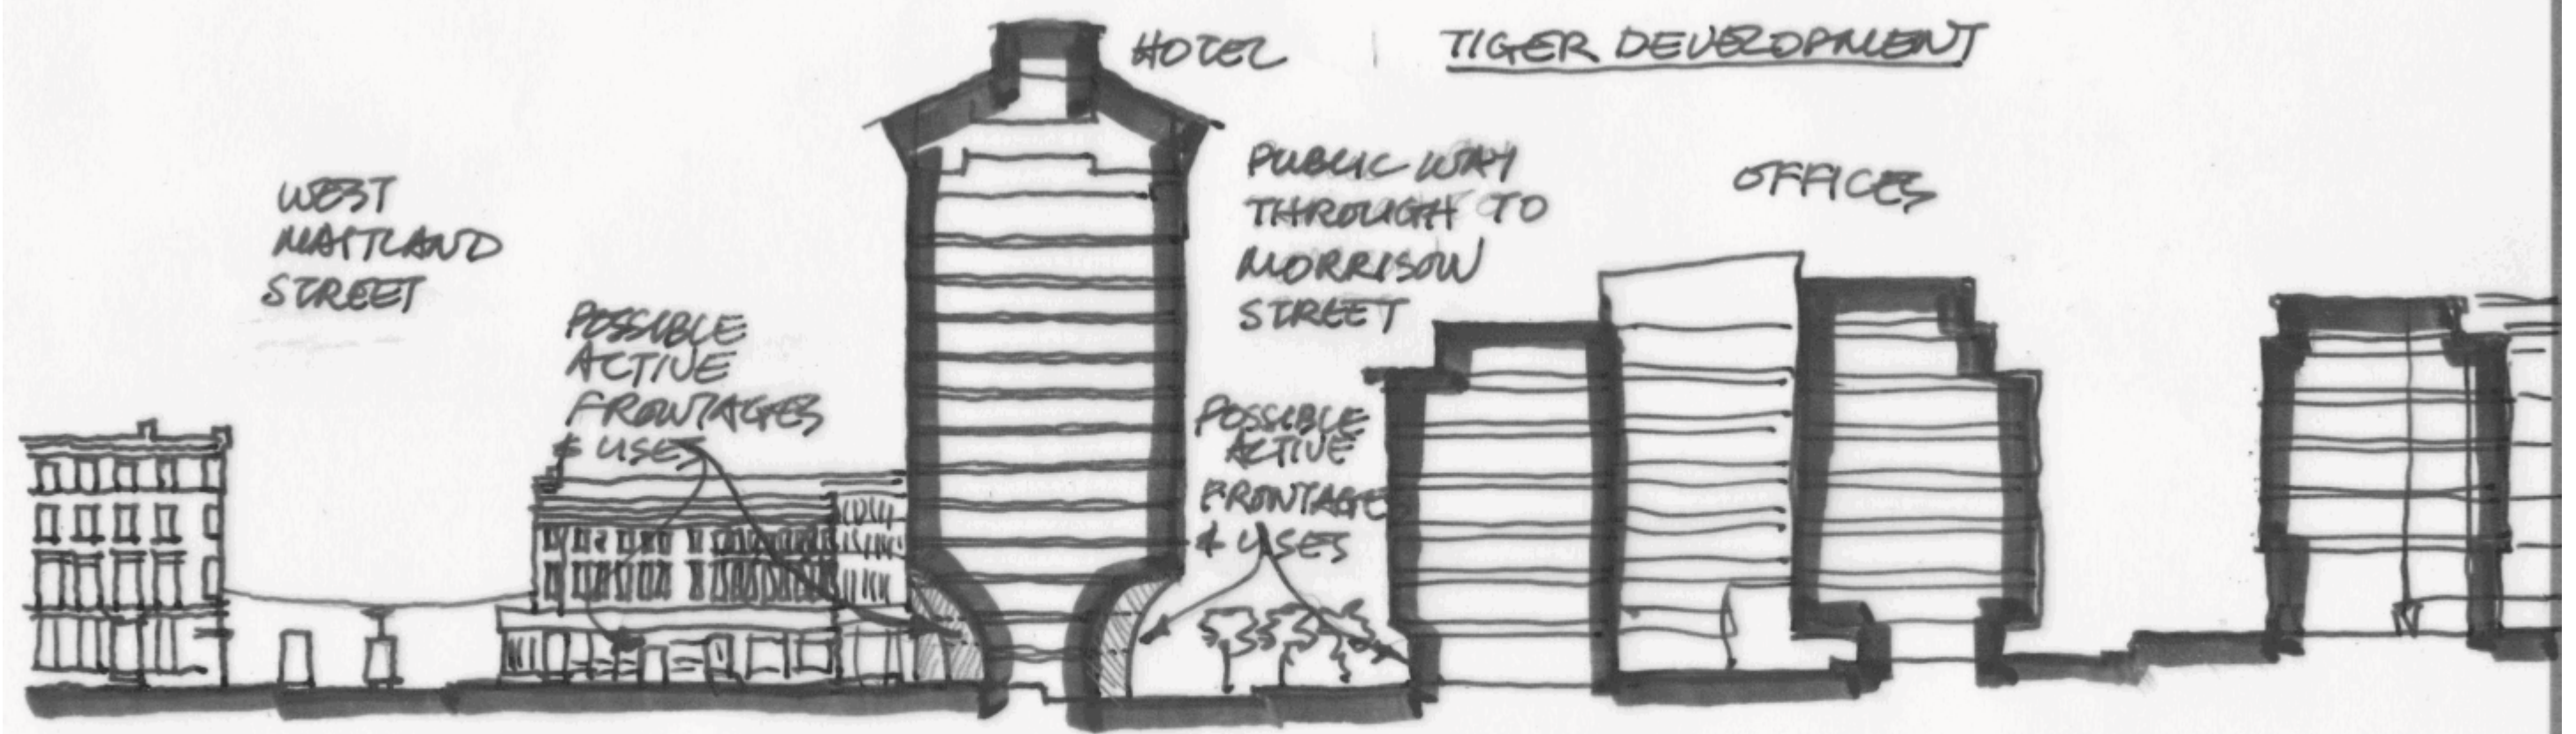 HOTEL
TIGER DEVELOPMENT
WEST
MAITLAND
STREET
POSSIBLE
ACTIVE
FRONTAGES
& USES
PUBLIC WAY
THROUGH TO
MORRISON
STREET
POSSIBLE
ACTIVE
FRONTAGES
& USES
OFFICES